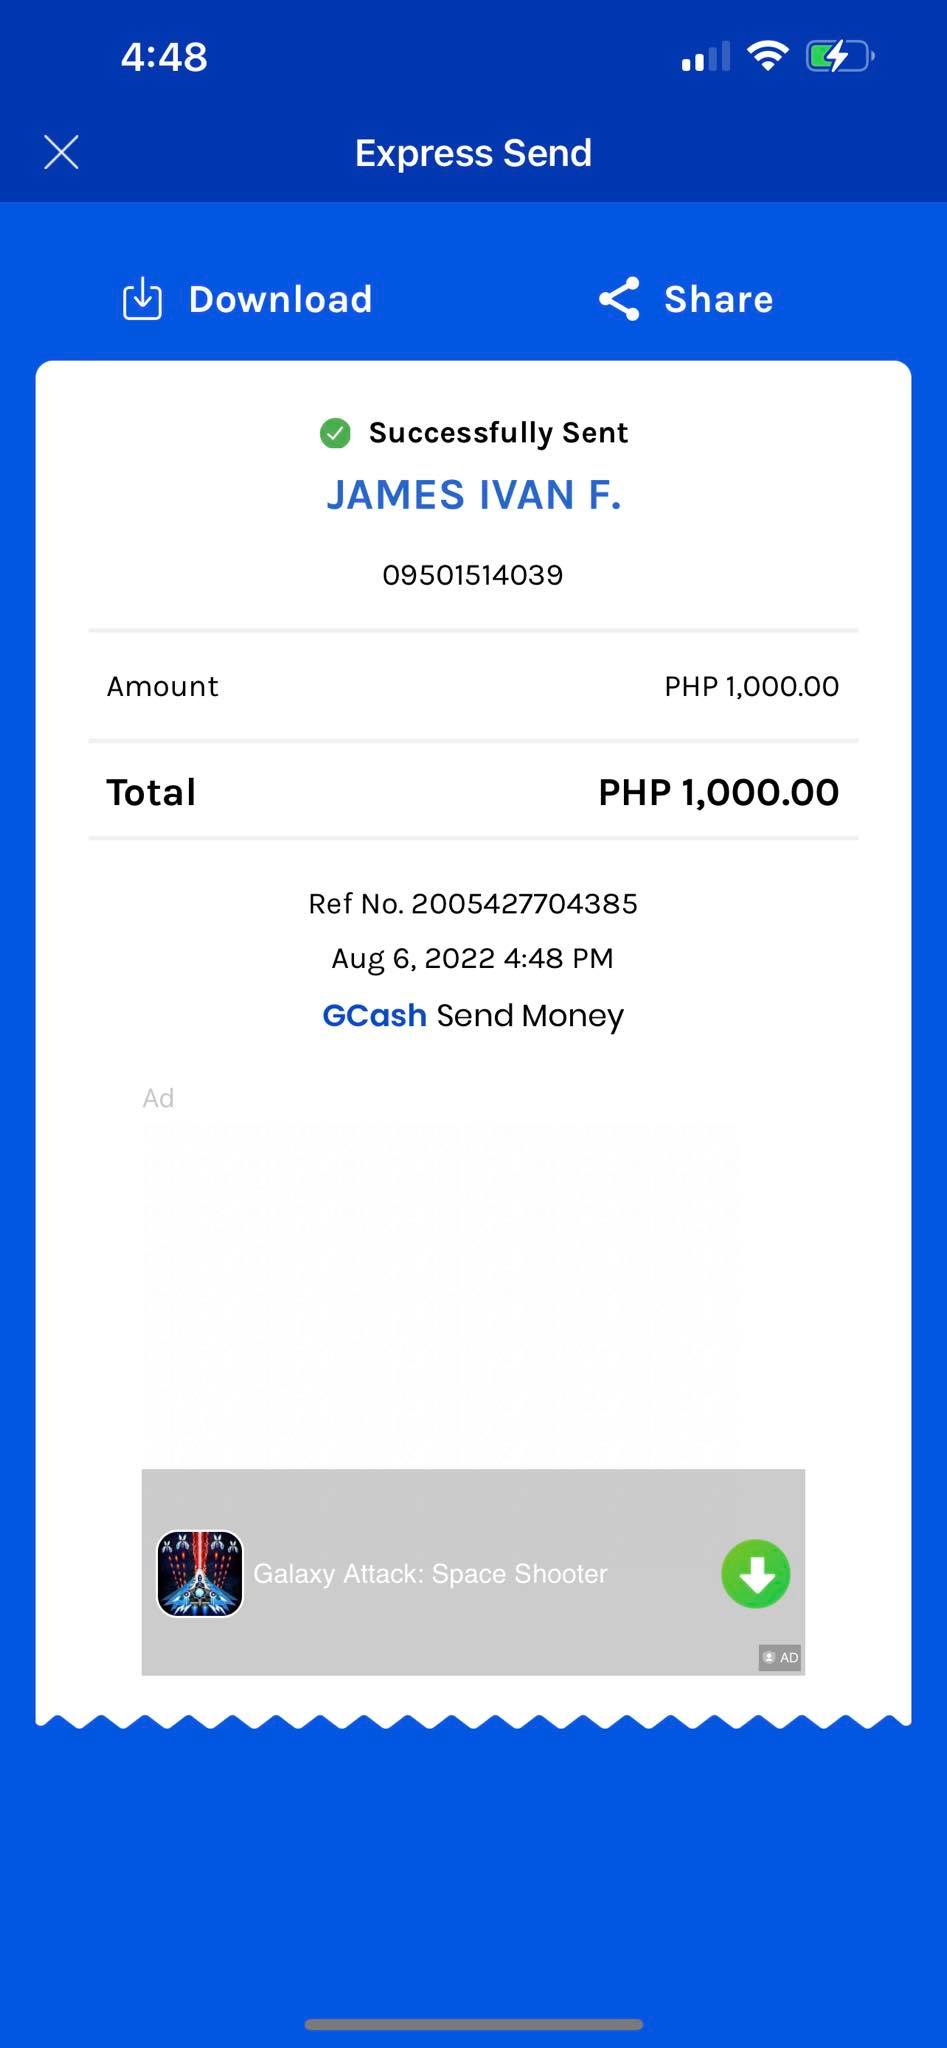 4:48
Express Send
Download
Share
Successfully Sent
JAMES IVAN F.
09501514039
Amount PHP 1,000.00
Total PHP 1,000.00
Ref No. 2005427704385
Aug 6, 2022 4:48 PM
GCash Send Money
Ad
Galaxy Attack: Space Shooter
AD